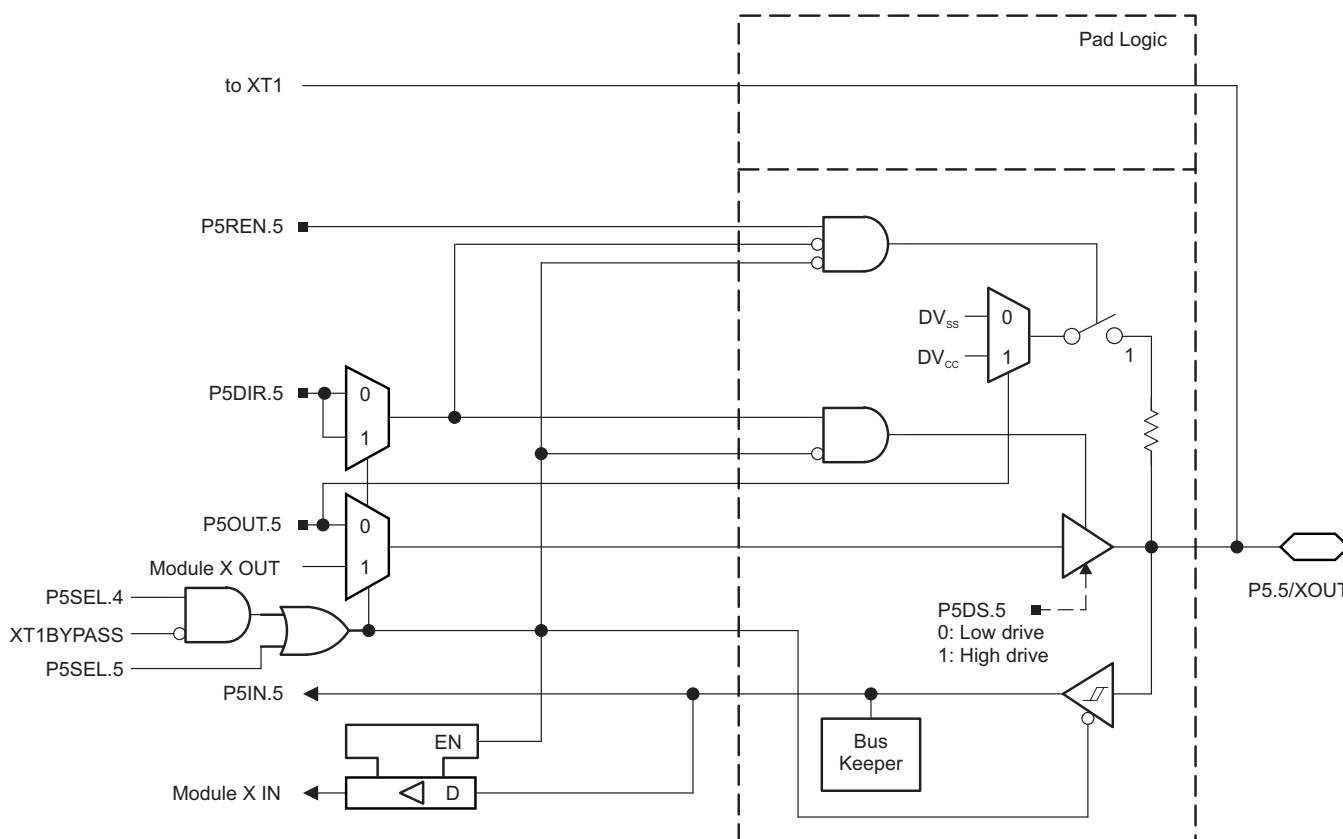 Pad Logic
to XT1
P5REN.5
DVSS
0
DVCC
1
1
P5DIR.5
0
1
P5OUT.5
0
Module X OUT
1
P5SEL.4
XT1BYPASS
P5SEL.5
P5DS.5
0: Low drive
1: High drive
P5.5/XOUT
P5IN.5
Bus
Keeper
EN
D
Module X IN